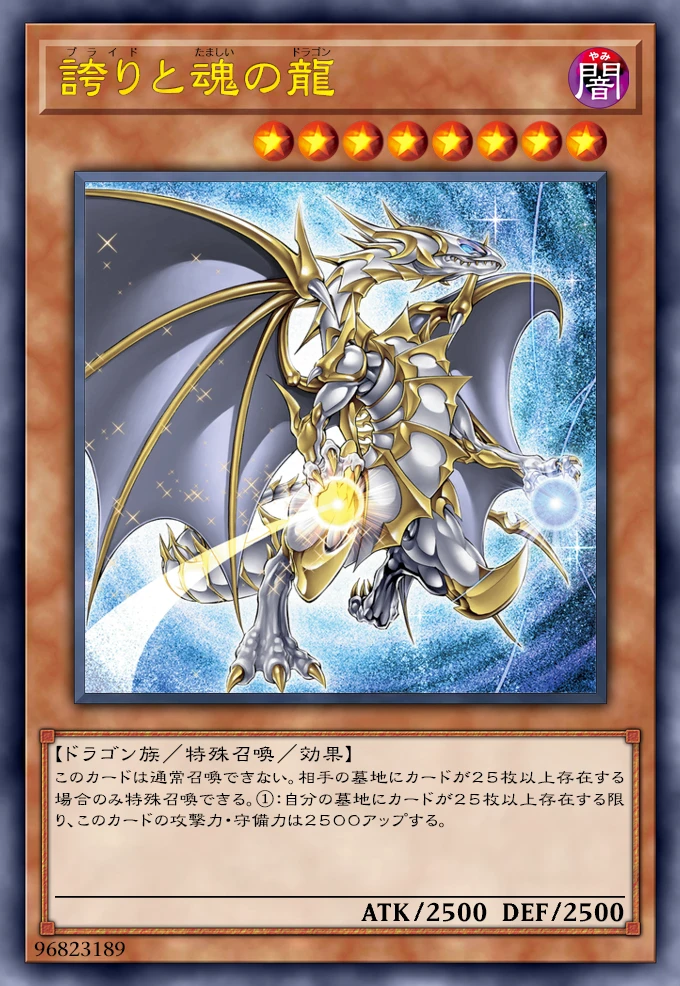 プライド たましい ドラゴン
誇りと魂の龍
やみ
闇
【ドラゴン族／特殊召喚／効果】
このカードは通常召喚できない。相手の墓地にカードが２５枚以上存在する
場合のみ特殊召喚できる。①：自分の墓地にカードが２５枚以上存在する限
り、このカードの攻撃力・守備力は２５００アップする。
ATK/2500 DEF/2500
96823189